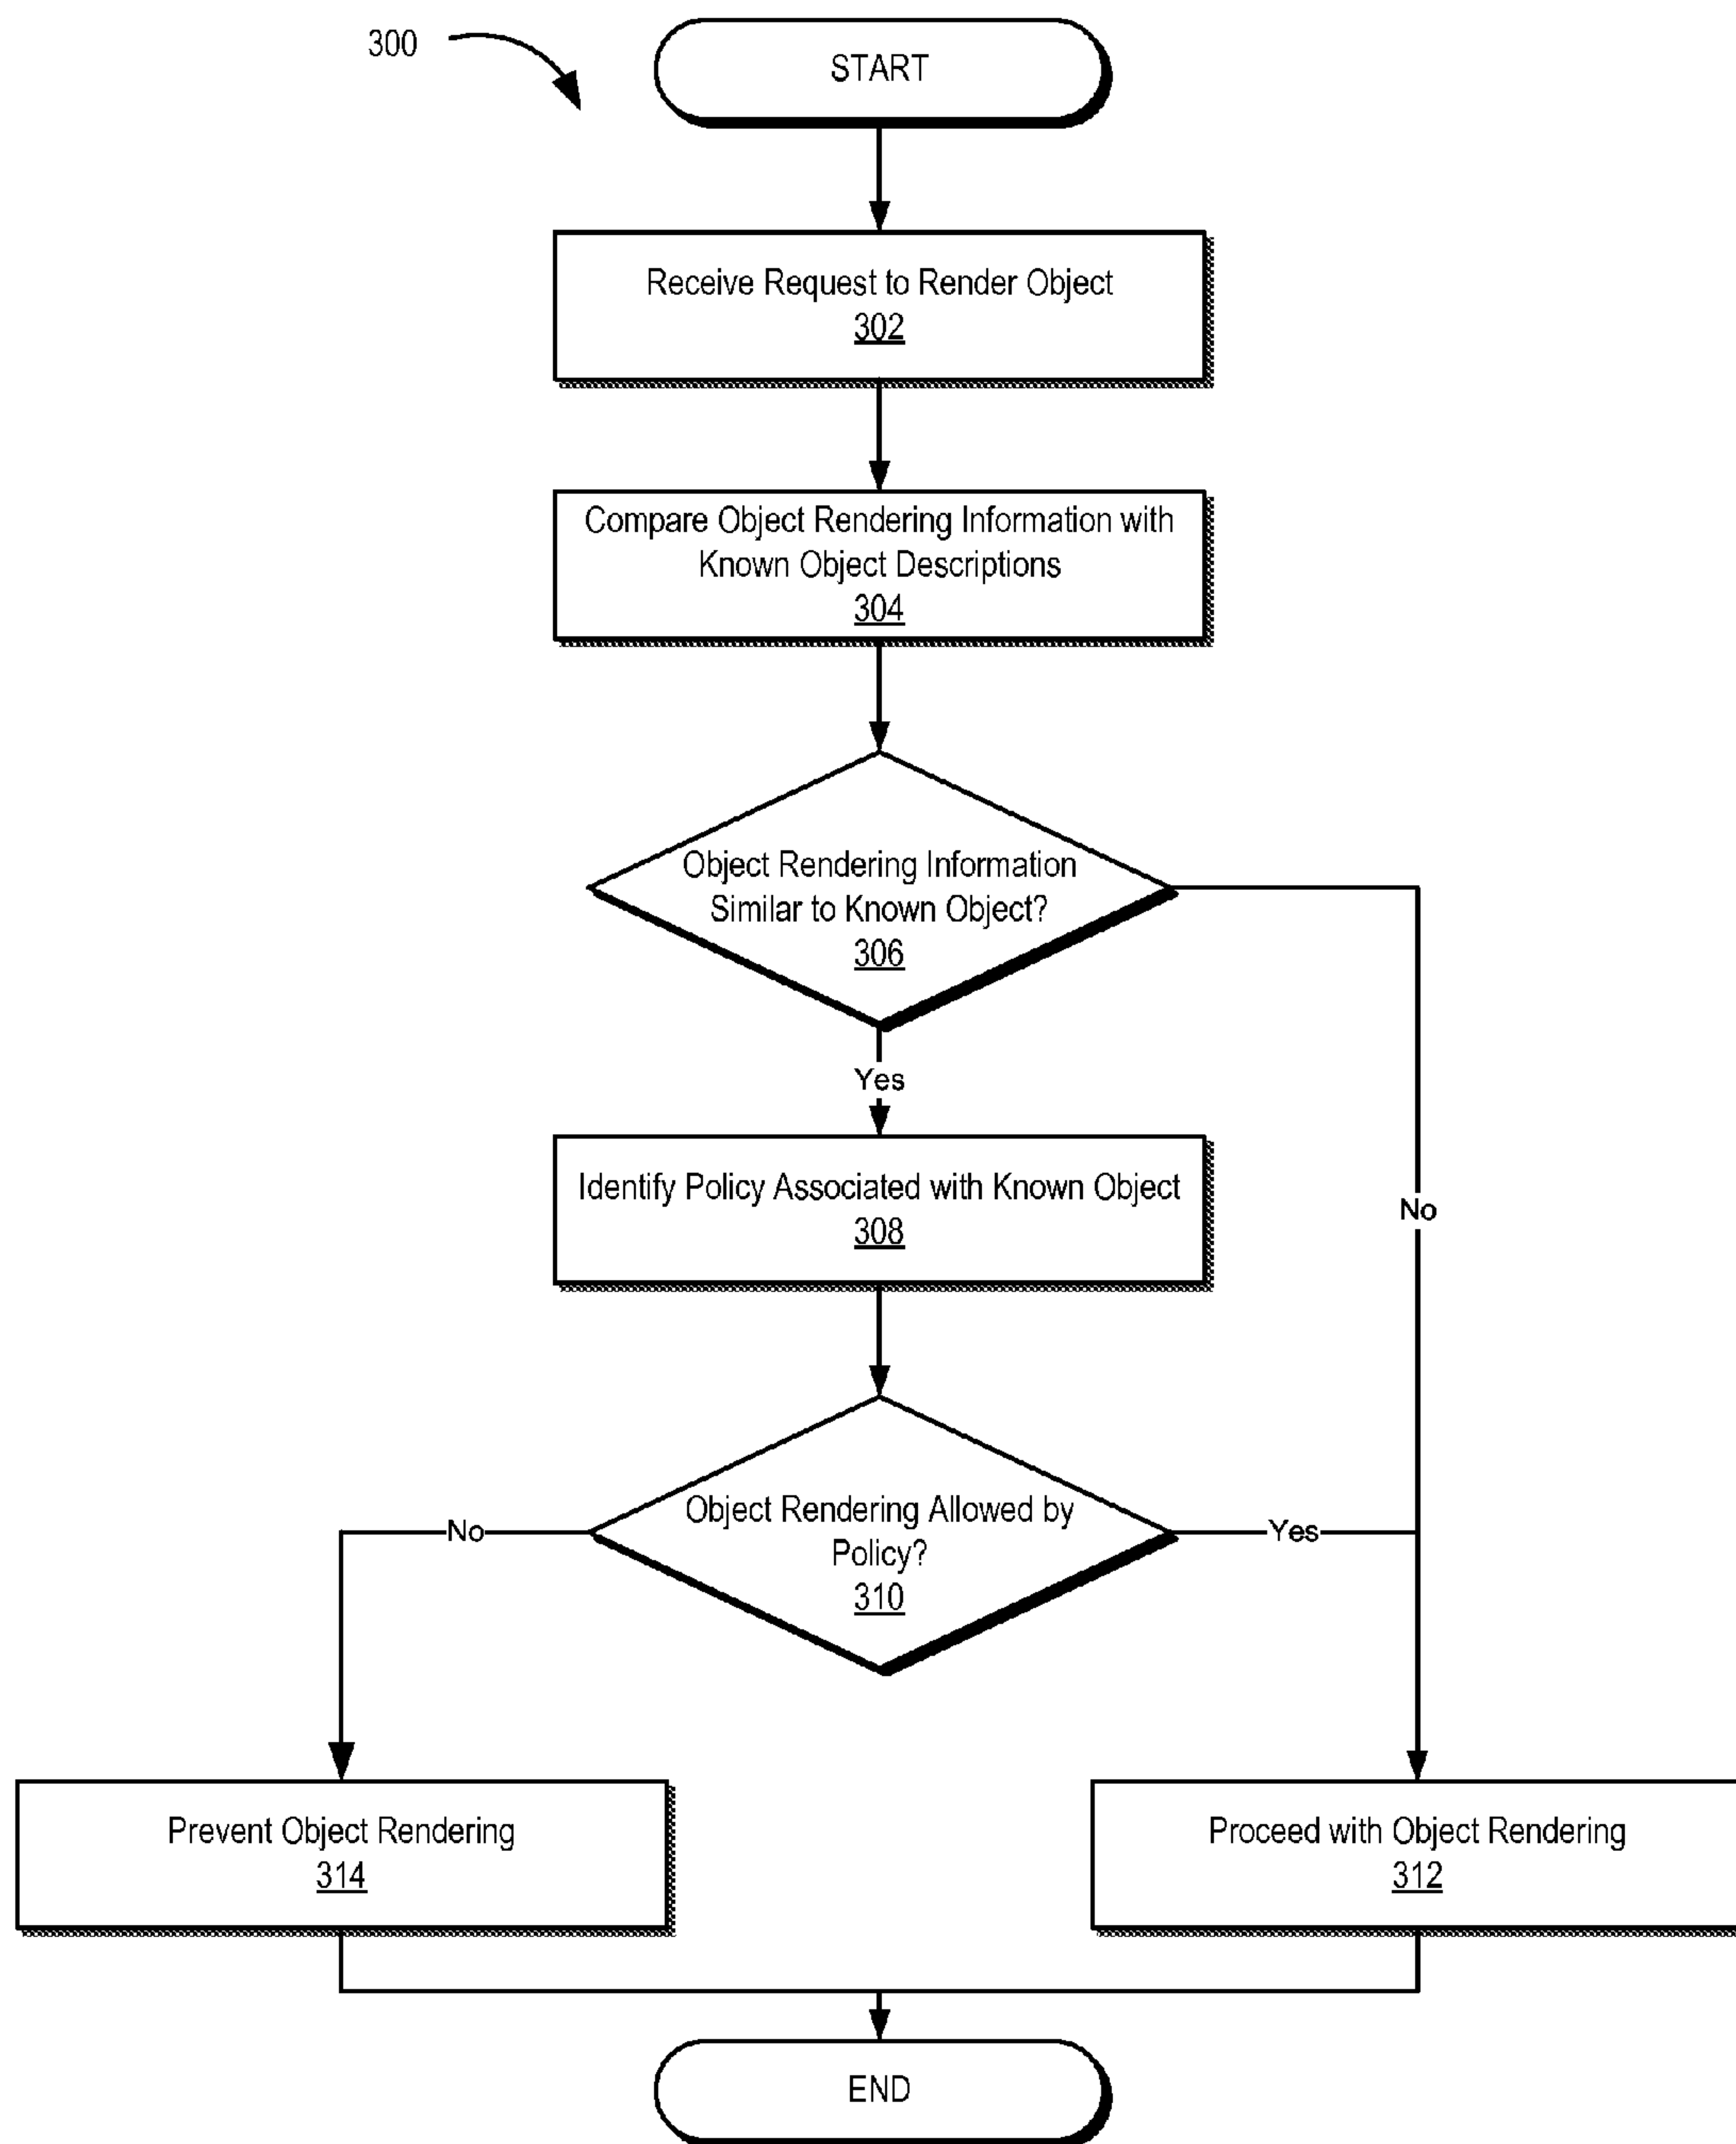 300
START
Receive Request to Render Object
302
Compare Object Rendering Information with
Known Object Descriptions
304
Object Rendering Information
Similar to Known Object?
306
Yes
Identify Policy Associated with Known Object
308
No
Object Rendering Allowed by
Policy?
310
No
Yes
Prevent Object Rendering
314
Proceed with Object Rendering
312
END